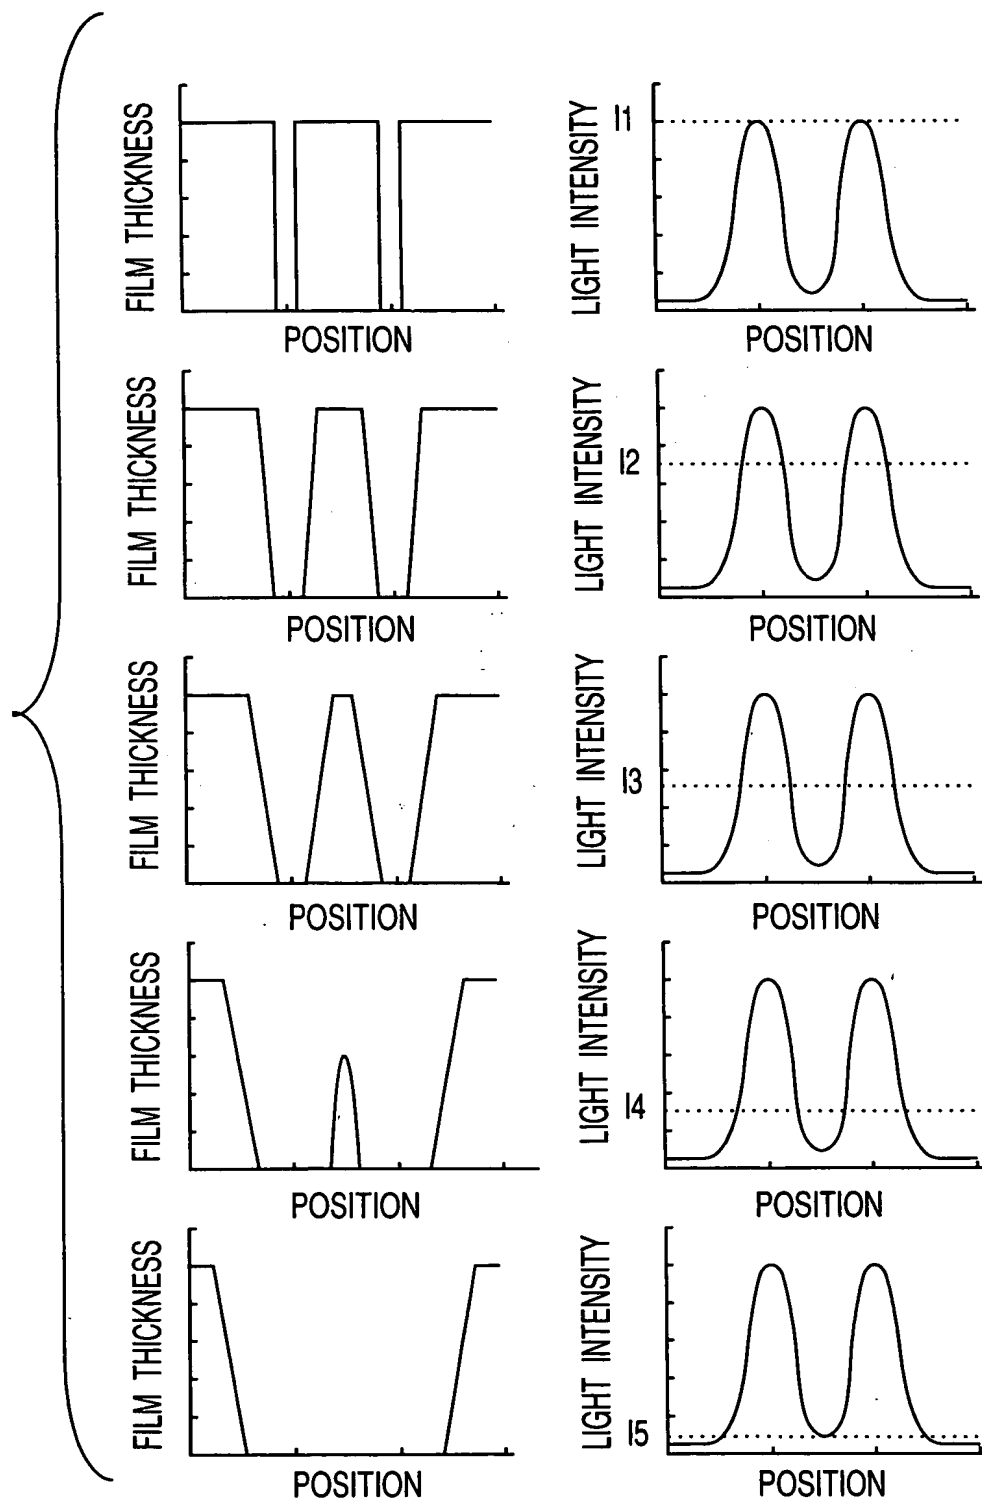 FILM THICKNESS
POSITION
LIGHT INTENSITY
I1
POSITION
FILM THICKNESS
POSITION
LIGHT INTENSITY
I2
POSITION
FILM THICKNESS
POSITION
LIGHT INTENSITY
I3
POSITION
FILM THICKNESS
POSITION
LIGHT INTENSITY
I4
POSITION
FILM THICKNESS
POSITION
LIGHT INTENSITY
I5
POSITION